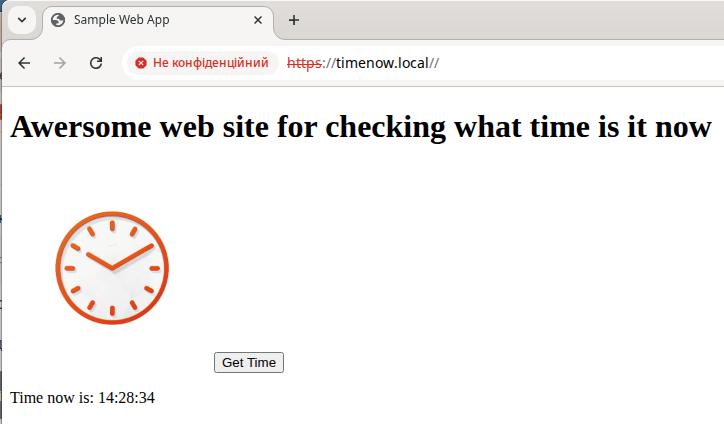 Sample Web App
Не конфіденційний https://timenow.local//
Awersome web site for checking what time is it now
Get Time
Time now is: 14:28:34